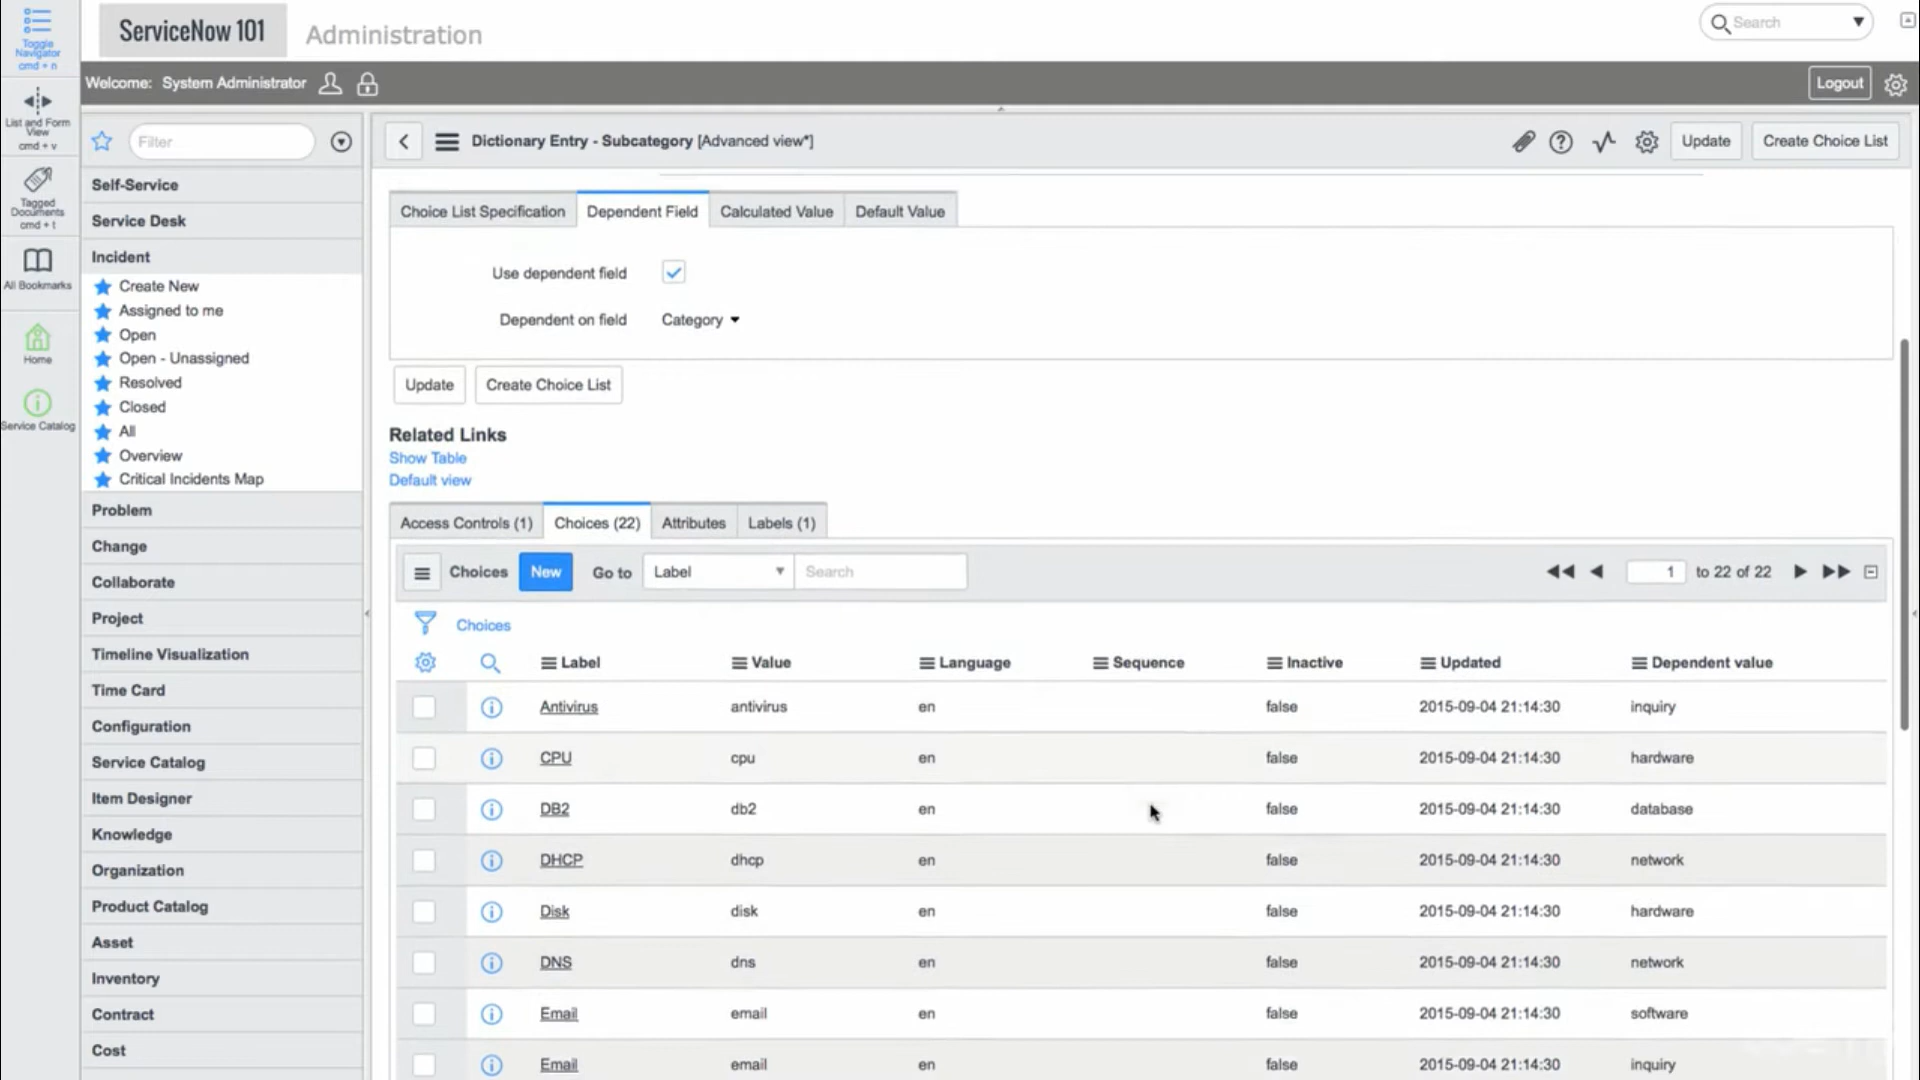 Toggle
Navigator
cmd + n
List and Form
View
cmd + v
Tagged
Documents
cmd + t
All Bookmarks
Home
Service Catalog
ServiceNow 101
Administration
Search
Welcome: System Administrator
Logout
Filter
Self-Service
Service Desk
Incident
Create New
Assigned to me
Open
Open - Unassigned
Resolved
Closed
All
Overview
Critical Incidents Map
Problem
Change
Collaborate
Project
Timeline Visualization
Time Card
Configuration
Service Catalog
Item Designer
Knowledge
Organization
Product Catalog
Asset
Inventory
Contract
Cost
Dictionary Entry - Subcategory [Advanced view*]
Update Create Choice List
Choice List Specification Dependent Field Calculated Value Default Value
Use dependent field
Dependent on field Category
Update Create Choice List
Related Links
Show Table
Default view
Access Controls (1) Choices (22) Attributes Labels (1)
Choices New Go to Label Search 1 to 22 of 22
Choices
Label Value Language Sequence Inactive Updated Dependent value
Antivirus antivirus en false 2015-09-04 21:14:30 inquiry
CPU cpu en false 2015-09-04 21:14:30 hardware
DB2 db2 en false 2015-09-04 21:14:30 database
DHCP dhcp en false 2015-09-04 21:14:30 network
Disk disk en false 2015-09-04 21:14:30 hardware
DNS dns en false 2015-09-04 21:14:30 network
Email email en false 2015-09-04 21:14:30 software
Email email en false 2015-09-04 21:14:30 inquiry